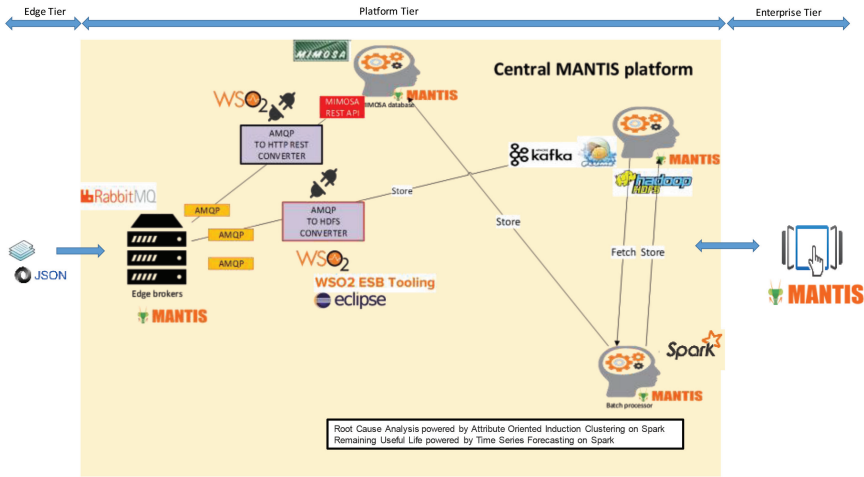 Edge Tier
Platform Tier
Enterprise Tier
MIMOSA
Central MANTIS platform
WSO2
MIMOSA
REST API
MIMOSA database
MANTIS
AMQP
TO HTTP REST
CONVERTER
kafka
MANTIS
hadoop
HDFS
RabbitMQ
AMQP
Store
AMQP
TO HDFS
CONVERTER
AMQP
AMQP
Store
Fetch
Store
JSON
WSO2
WSO2 ESB Tooling
eclipse
Edge brokers
MANTIS
MANTIS
Spark
MANTIS
Batch processor
Root Cause Analysis powered by Attribute Oriented Induction Clustering on Spark
Remaining Useful Life powered by Time Series Forecasting on Spark